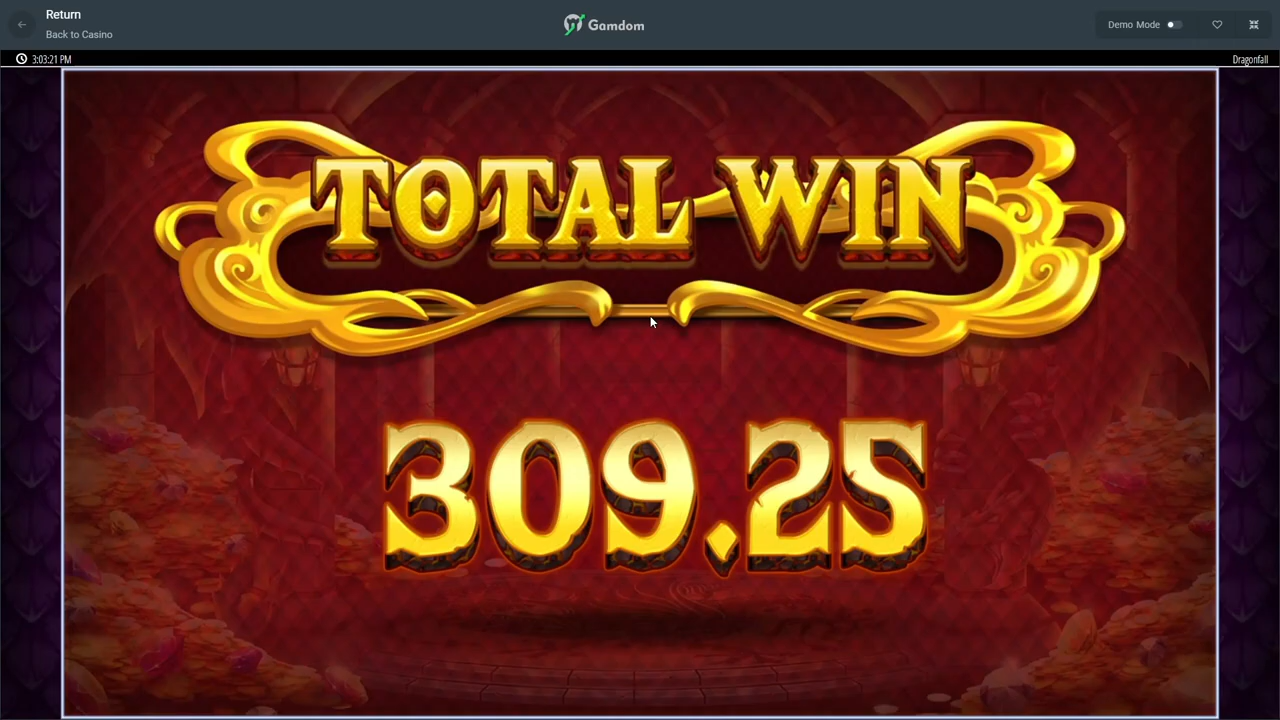 Return
Back to Casino
Gamdom
Demo Mode
3:03:21 PM
Dragonfall
TOTAL WIN
309.25